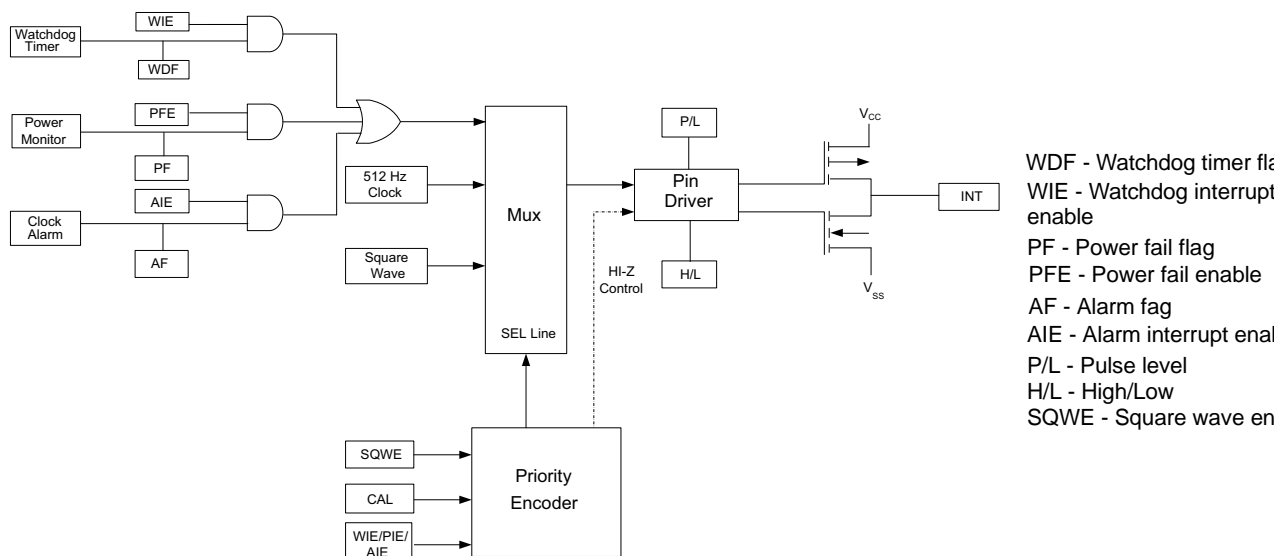 WIE
Watchdog
Timer
WDF
PFE
Power
Monitor
PF
AIE
Clock
Alarm
AF
512 Hz
Clock
Square
Wave
Mux
SEL Line
P/L
Pin
Driver
H/L
HI-Z
Control
VCC
VSS
INT
SQWE
CAL
WIE/PIE/
AIE
Priority
Encoder
WDF - Watchdog timer fla
WIE - Watchdog interrupt
enable
PF - Power fail flag
PFE - Power fail enable
AF - Alarm fag
AIE - Alarm interrupt enal
P/L - Pulse level
H/L - High/Low
SQWE - Square wave en